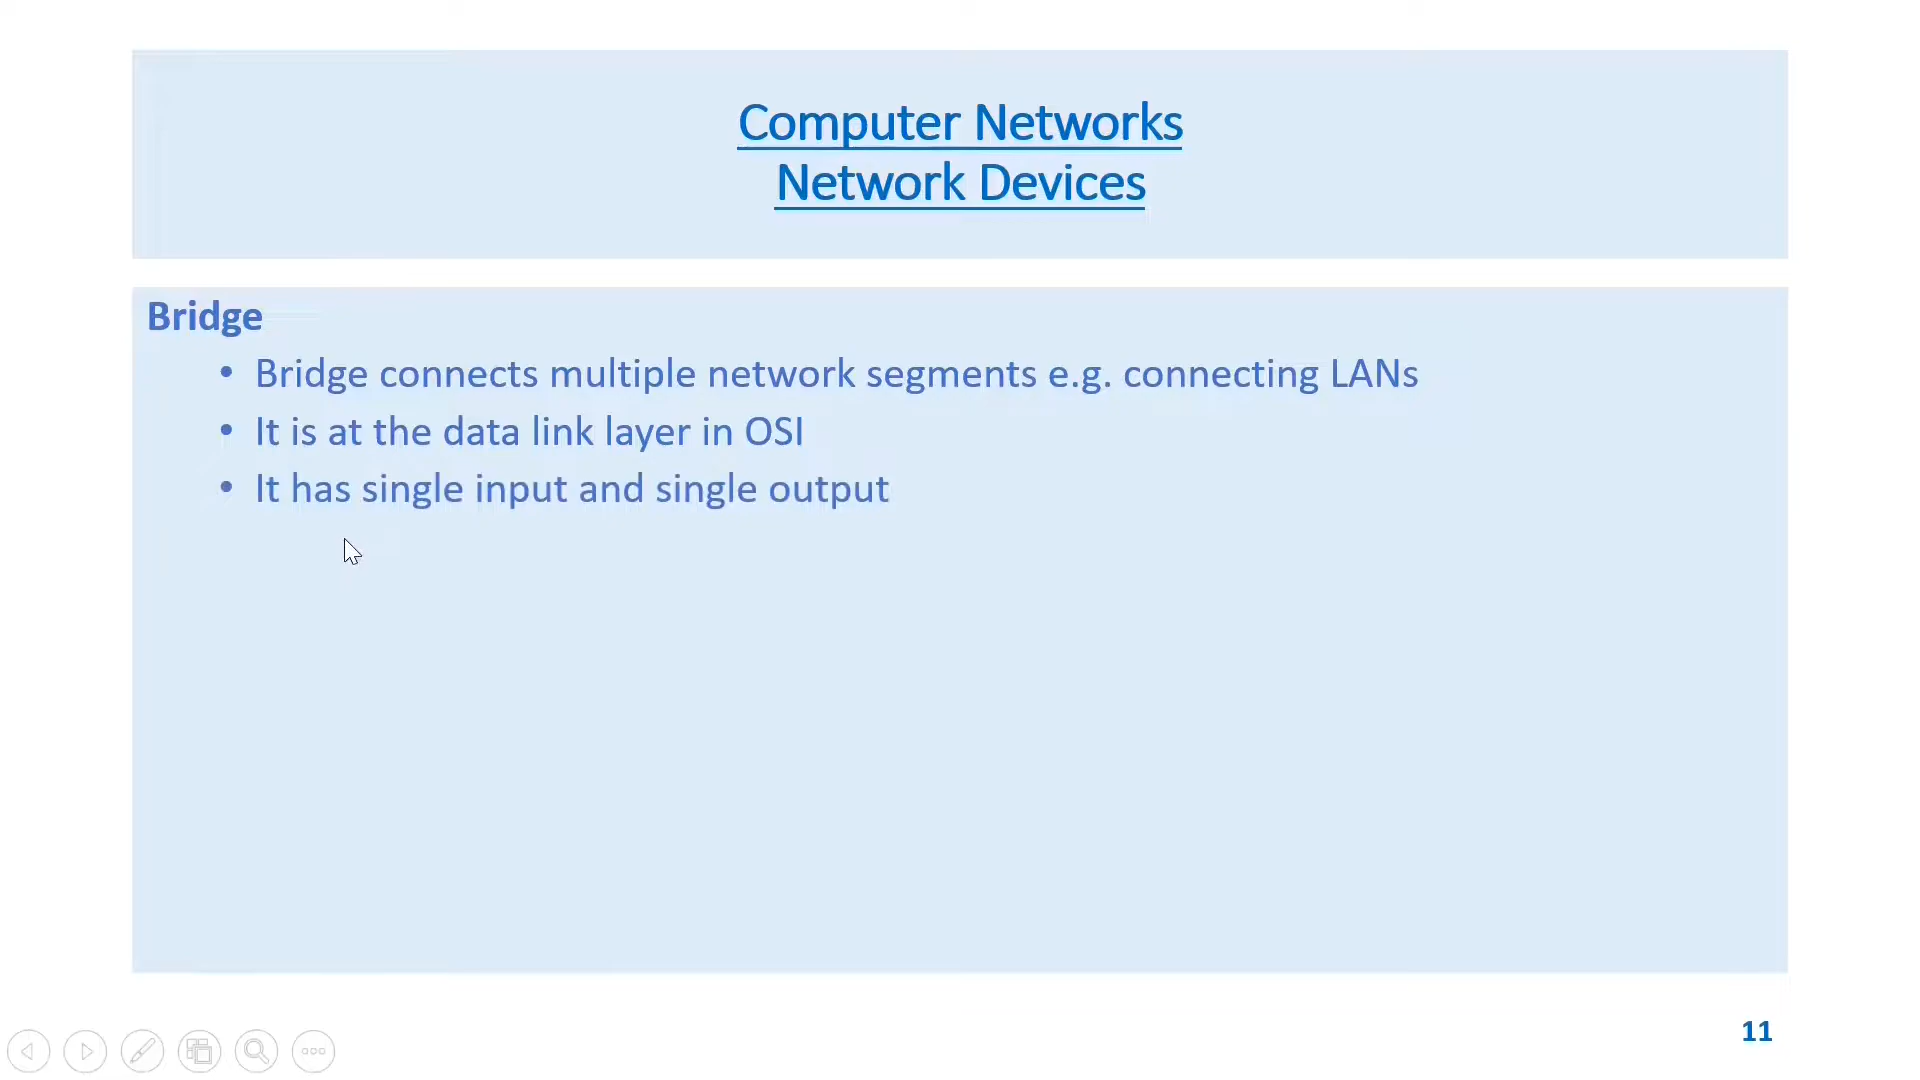 Computer Networks
Network Devices
Bridge
• Bridge connects multiple network segments e.g. connecting LANs
• It is at the data link layer in OSI
• It has single input and single output
11